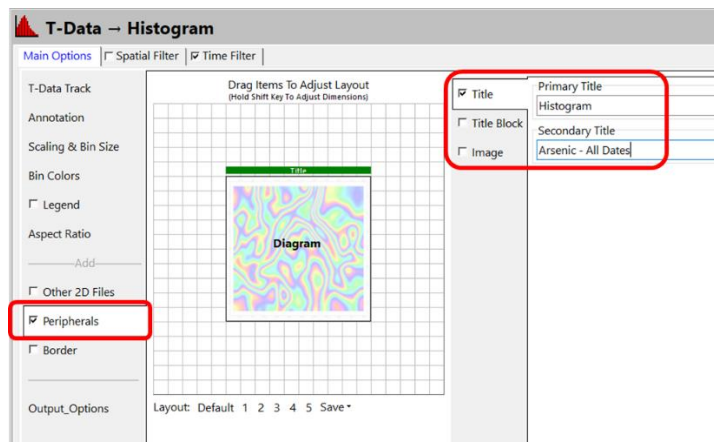 T-Data → Histogram
Main Options Spatial Filter Time Filter
T-Data Track
Annotation
Scaling & Bin Size
Bin Colors
Legend
Aspect Ratio
Add
Other 2D Files
Peripherals
Border
Output_Options
Drag Items To Adjust Layout
(Hold Shift Key To Adjust Dimensions)
Title
Diagram
Layout: Default 1 2 3 4 5 Save
Title
Title Block
Image
Primary Title
Histogram
Secondary Title
Arsenic - All Dates